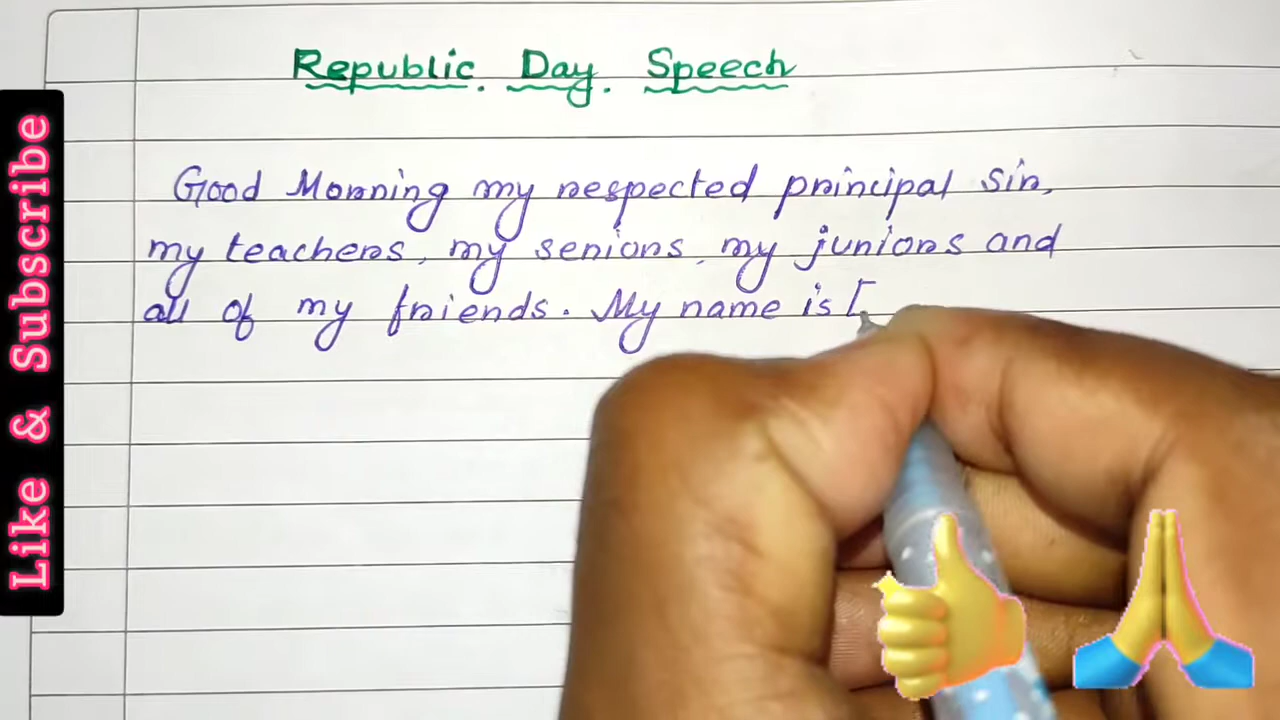 Republic Day Speech
Good Morning my respected principal sir,
my teachers, my seniors, my juniors and
all of my friends. My name is [
Like & Subscribe